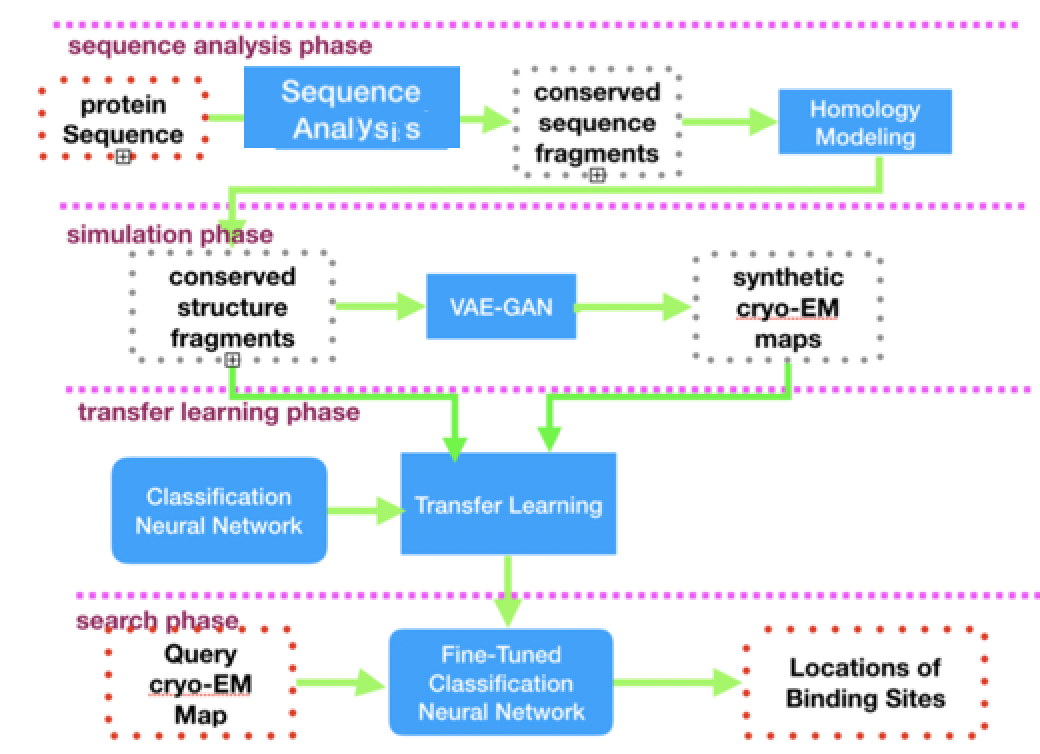 sequence analysis phase
protein
Sequence
Sequence
Analysis
conserved
sequence
fragments
Homology
Modeling
simulation phase
conserved
structure
fragments
VAE-GAN
synthetic
cryo-EM
maps
transfer learning phase
Classification
Neural Network
Transfer Learning
search phase
Query
cryo-EM
Map
Fine-Tuned
Classification
Neural Network
Locations of
Binding Sites